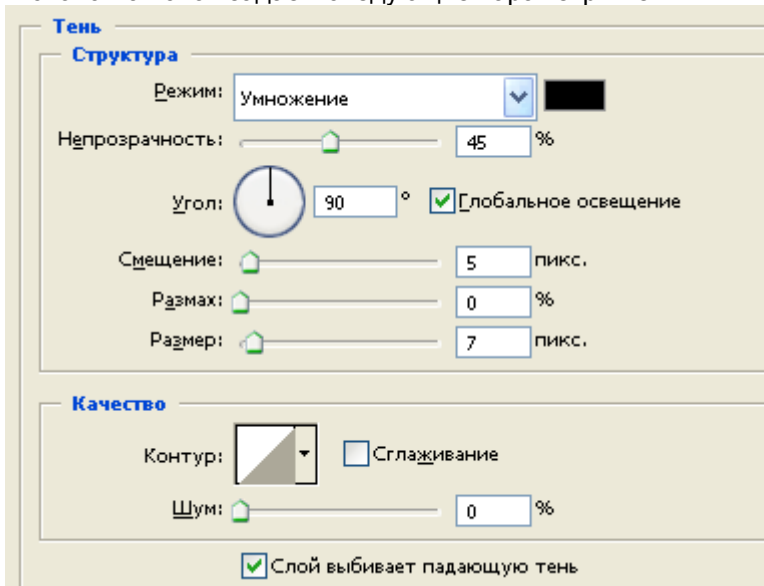 Тень
Структура
Режим: Умножение
Непрозрачность: 45 %
Угол: 90 ° Глобальное освещение
Смещение: 5 пикс.
Размах: 0 %
Размер: 7 пикс.
Качество
Контур: Сглаживание
Шум: 0 %
Слой выбивает падающую тень